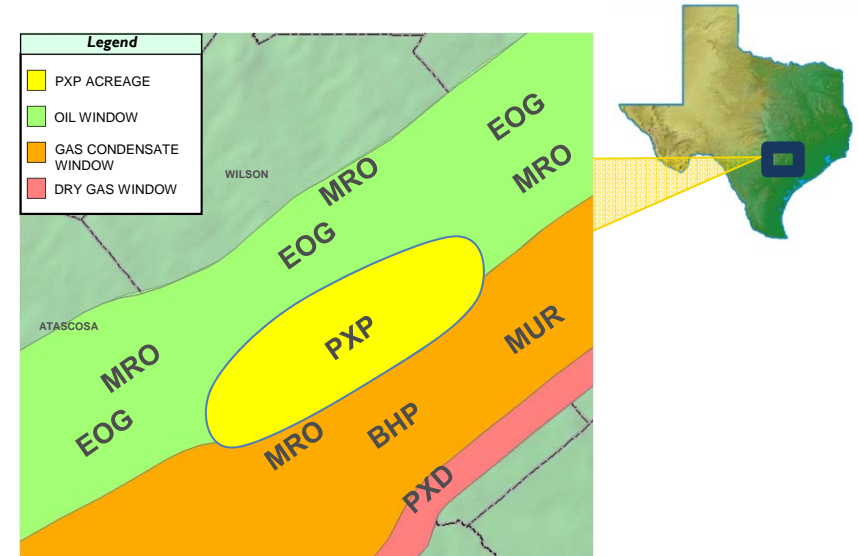 Legend
PXP ACREAGE
OIL WINDOW
GAS CONDENSATE
WINDOW
DRY GAS WINDOW
EOG
WILSON
MRO
MRO
EOG
PXP
MUR
ATASCOSA
MRO
EOG
MRO
BHP
PXD